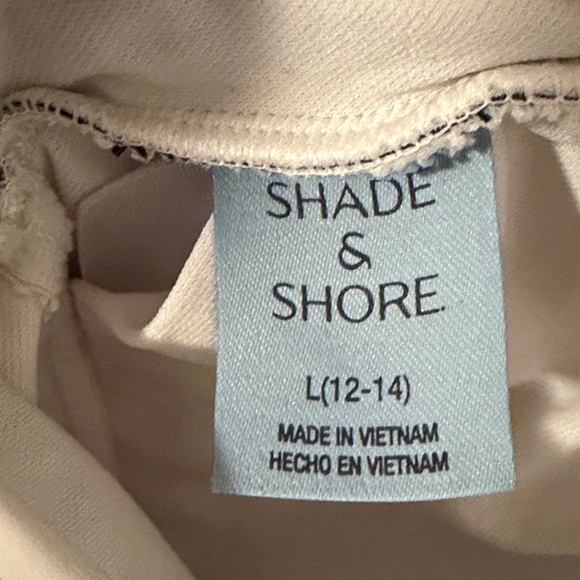 SHADE
&
SHORE.
L(12-14)
MADE IN VIETNAM
HECHO EN VIETNAM